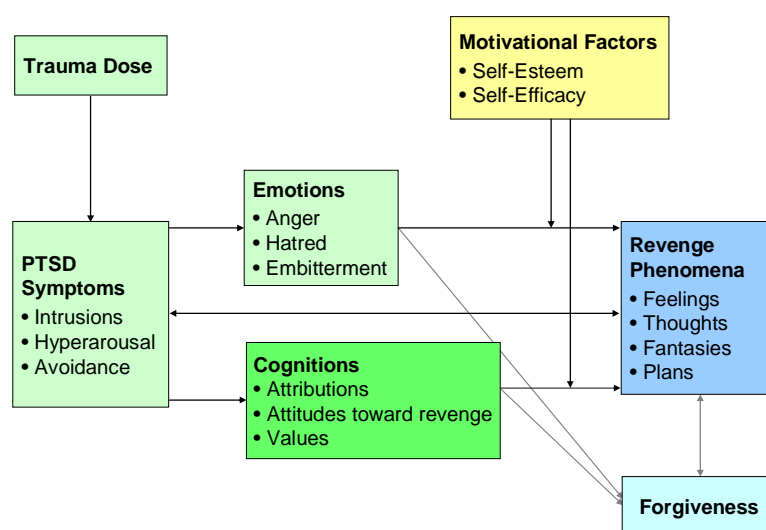 Trauma Dose
Motivational Factors
• Self-Esteem
• Self-Efficacy
Emotions
• Anger
• Hatred
• Embitterment
PTSD
Symptoms
• Intrusions
• Hyperarousal
• Avoidance
Revenge
Phenomena
• Feelings
• Thoughts
• Fantasies
• Plans
Cognitions
• Attributions
• Attitudes toward revenge
• Values
Forgiveness